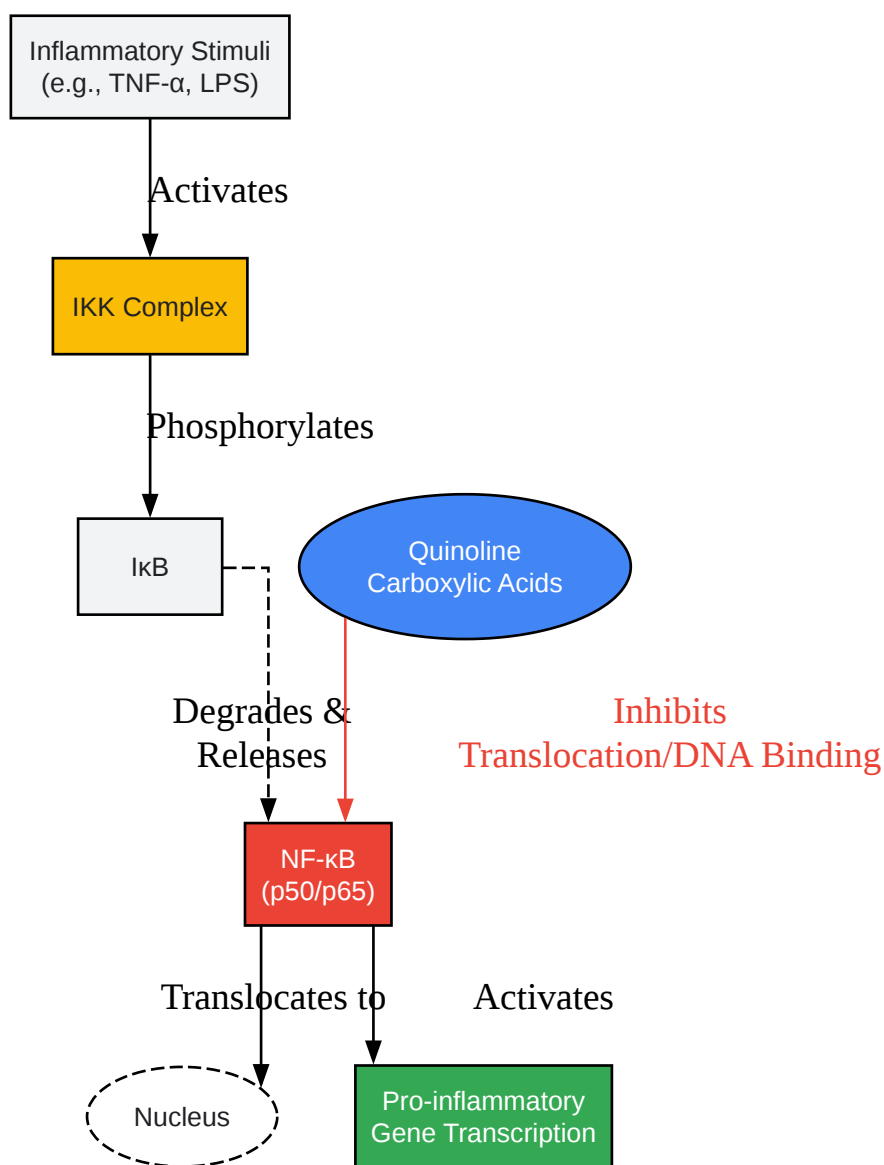 Inflammatory Stimuli
(e.g., TNF-α, LPS)
Activates
IKK Complex
Phosphorylates
IκB
Quinoline
Carboxylic Acids
Degrades &
Releases
Inhibits
Translocation/DNA Binding
NF-κB
(p50/p65)
Translocates to
Activates
Nucleus
Pro-inflammatory
Gene Transcription